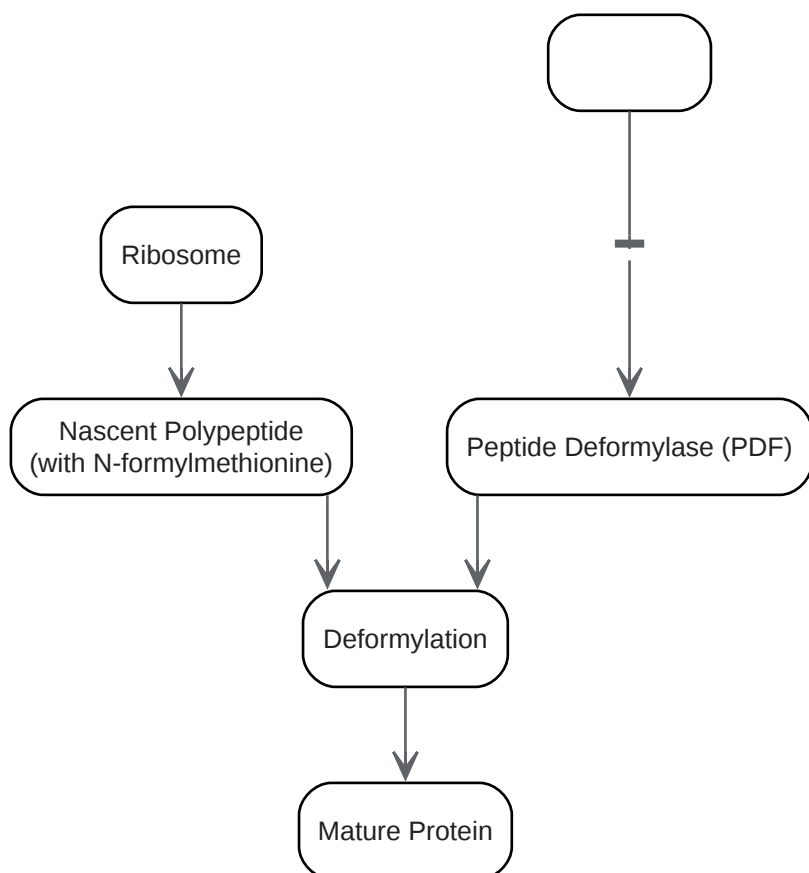 Ribosome
Nascent Polypeptide
(with N-formylmethionine)
Peptide Deformylase (PDF)
Deformylation
Mature Protein